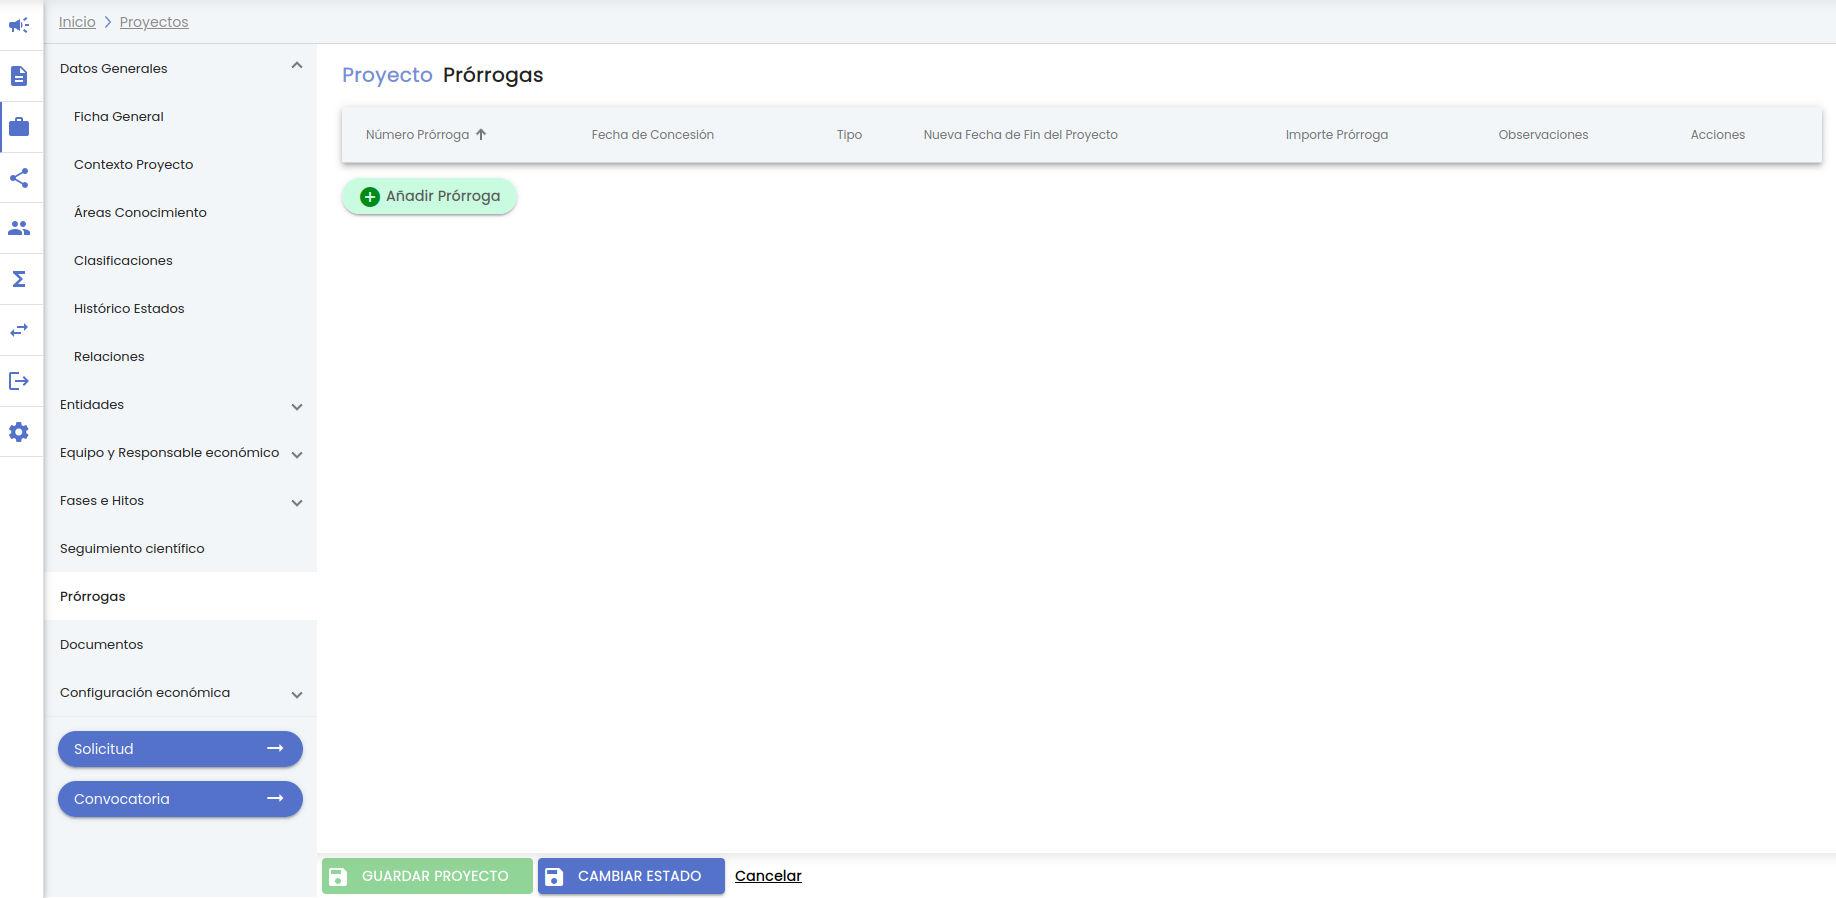 Inicio > Proyectos
Datos Generales
Ficha General
Contexto Proyecto
Áreas Conocimiento
Clasificaciones
Histórico Estados
Relaciones
Entidades
Equipo y Responsable económico
Fases e Hitos
Seguimiento científico
Prórrogas
Documentos
Configuración económica
Solicitud
Convocatoria
Proyecto Prórrogas
Número Prórroga Fecha de Concesión Tipo Nueva Fecha de Fin del Proyecto Importe Prórroga Observaciones Acciones
Añadir Prórroga
GUARDAR PROYECTO CAMBIAR ESTADO Cancelar